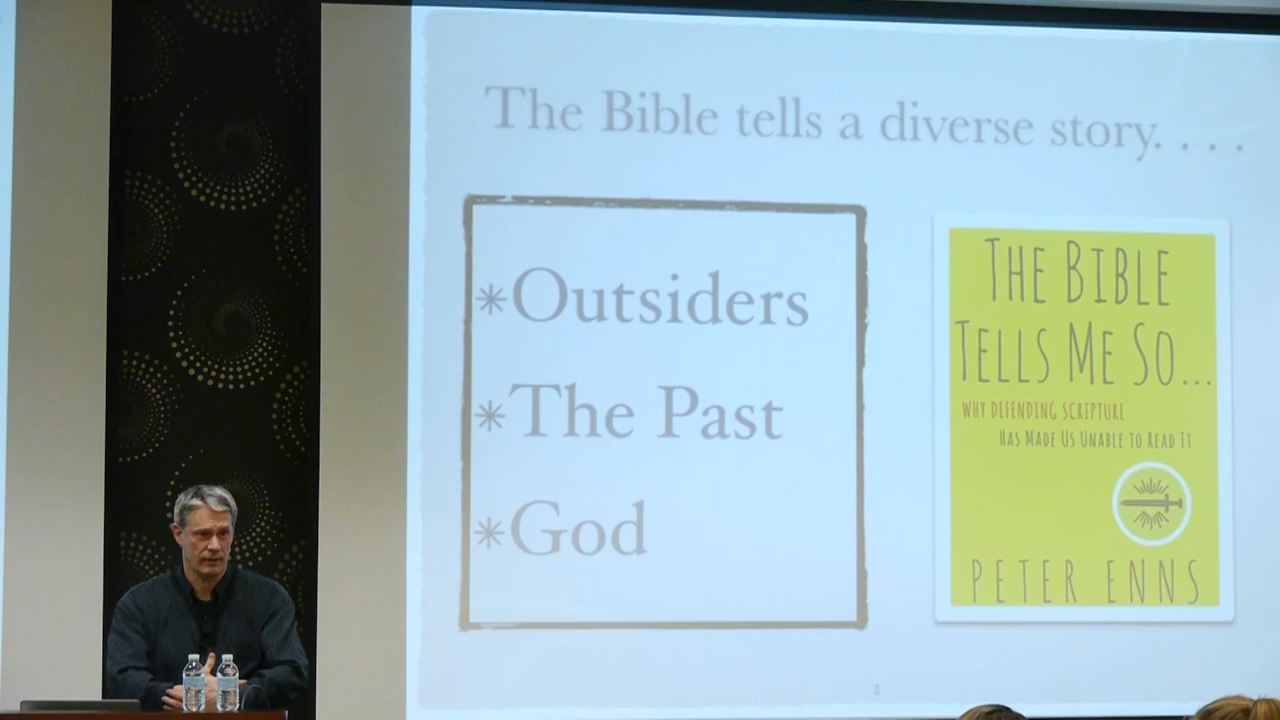 The Bible tells a diverse story. . . .
*Outsiders
*The Past
*God
THE BIBLE
TELLS ME SO...
WHY DEFENDING SCRIPTURE
HAS MADE US UNABLE TO READ IT
PETER ENNS
2